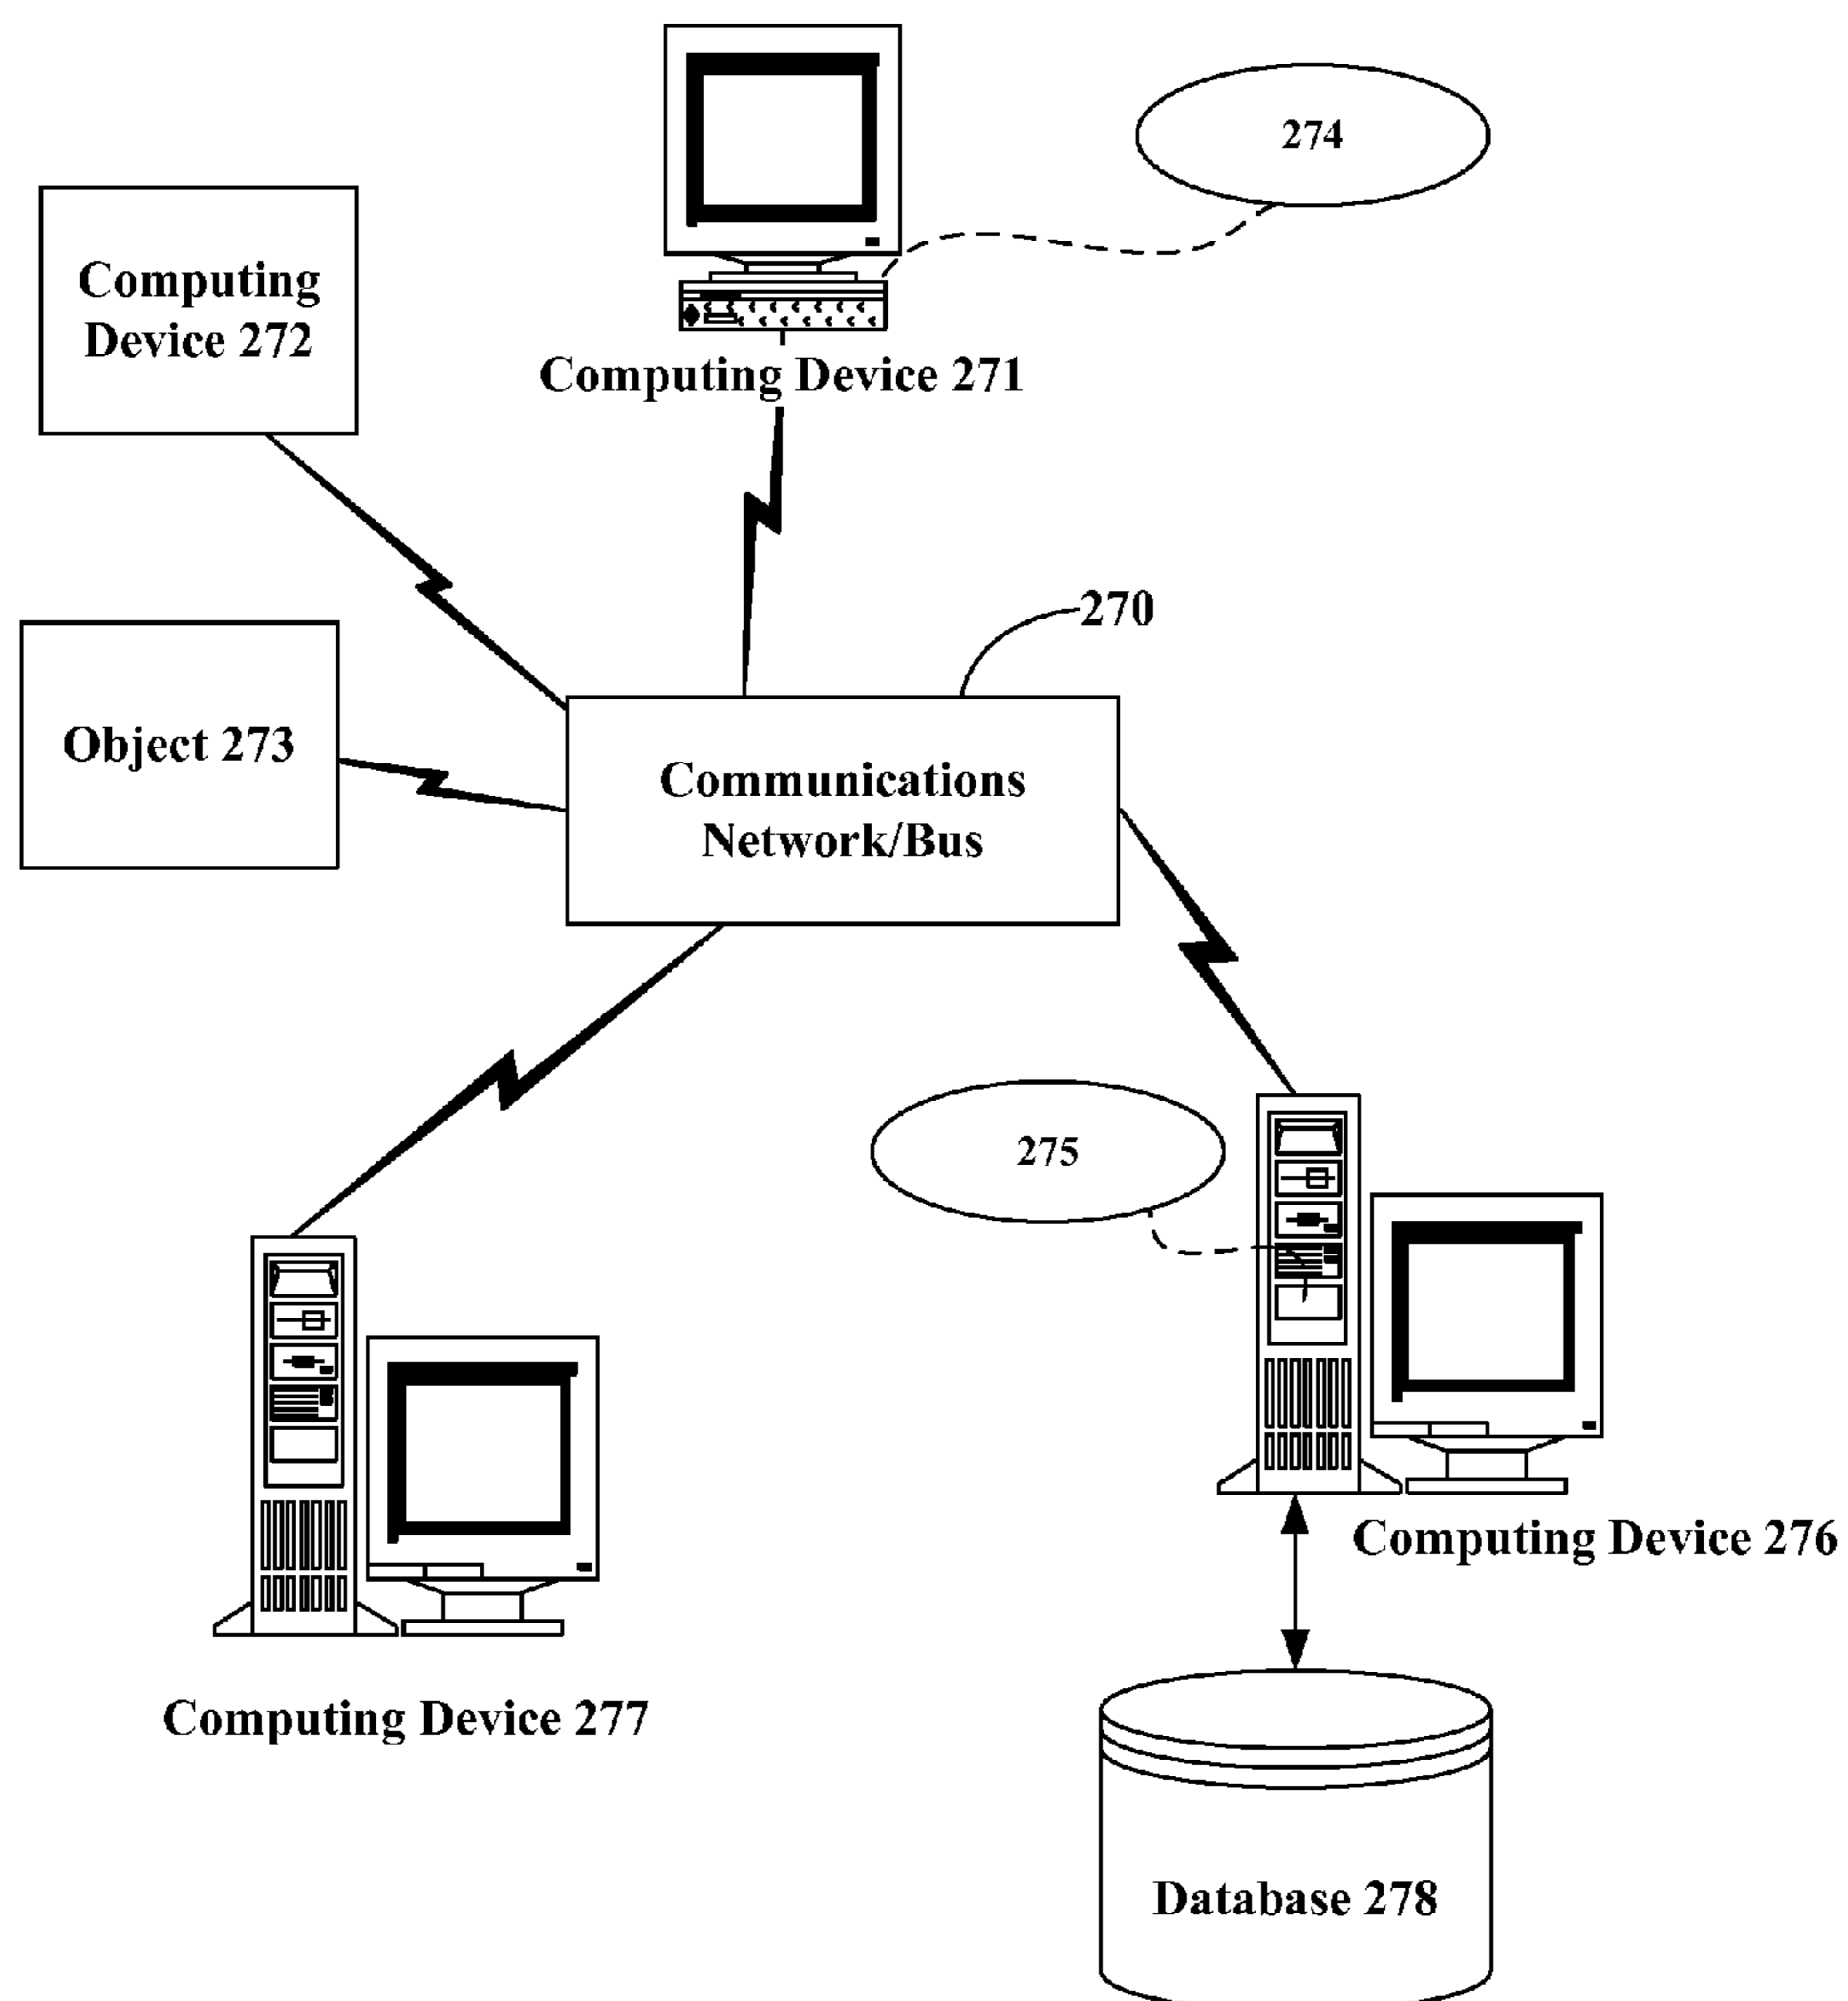 274
Computing
Device 272
Computing Device 271
270
Object 273
Communications
Network/Bus
275
Computing Device 276
Computing Device 277
Database 278